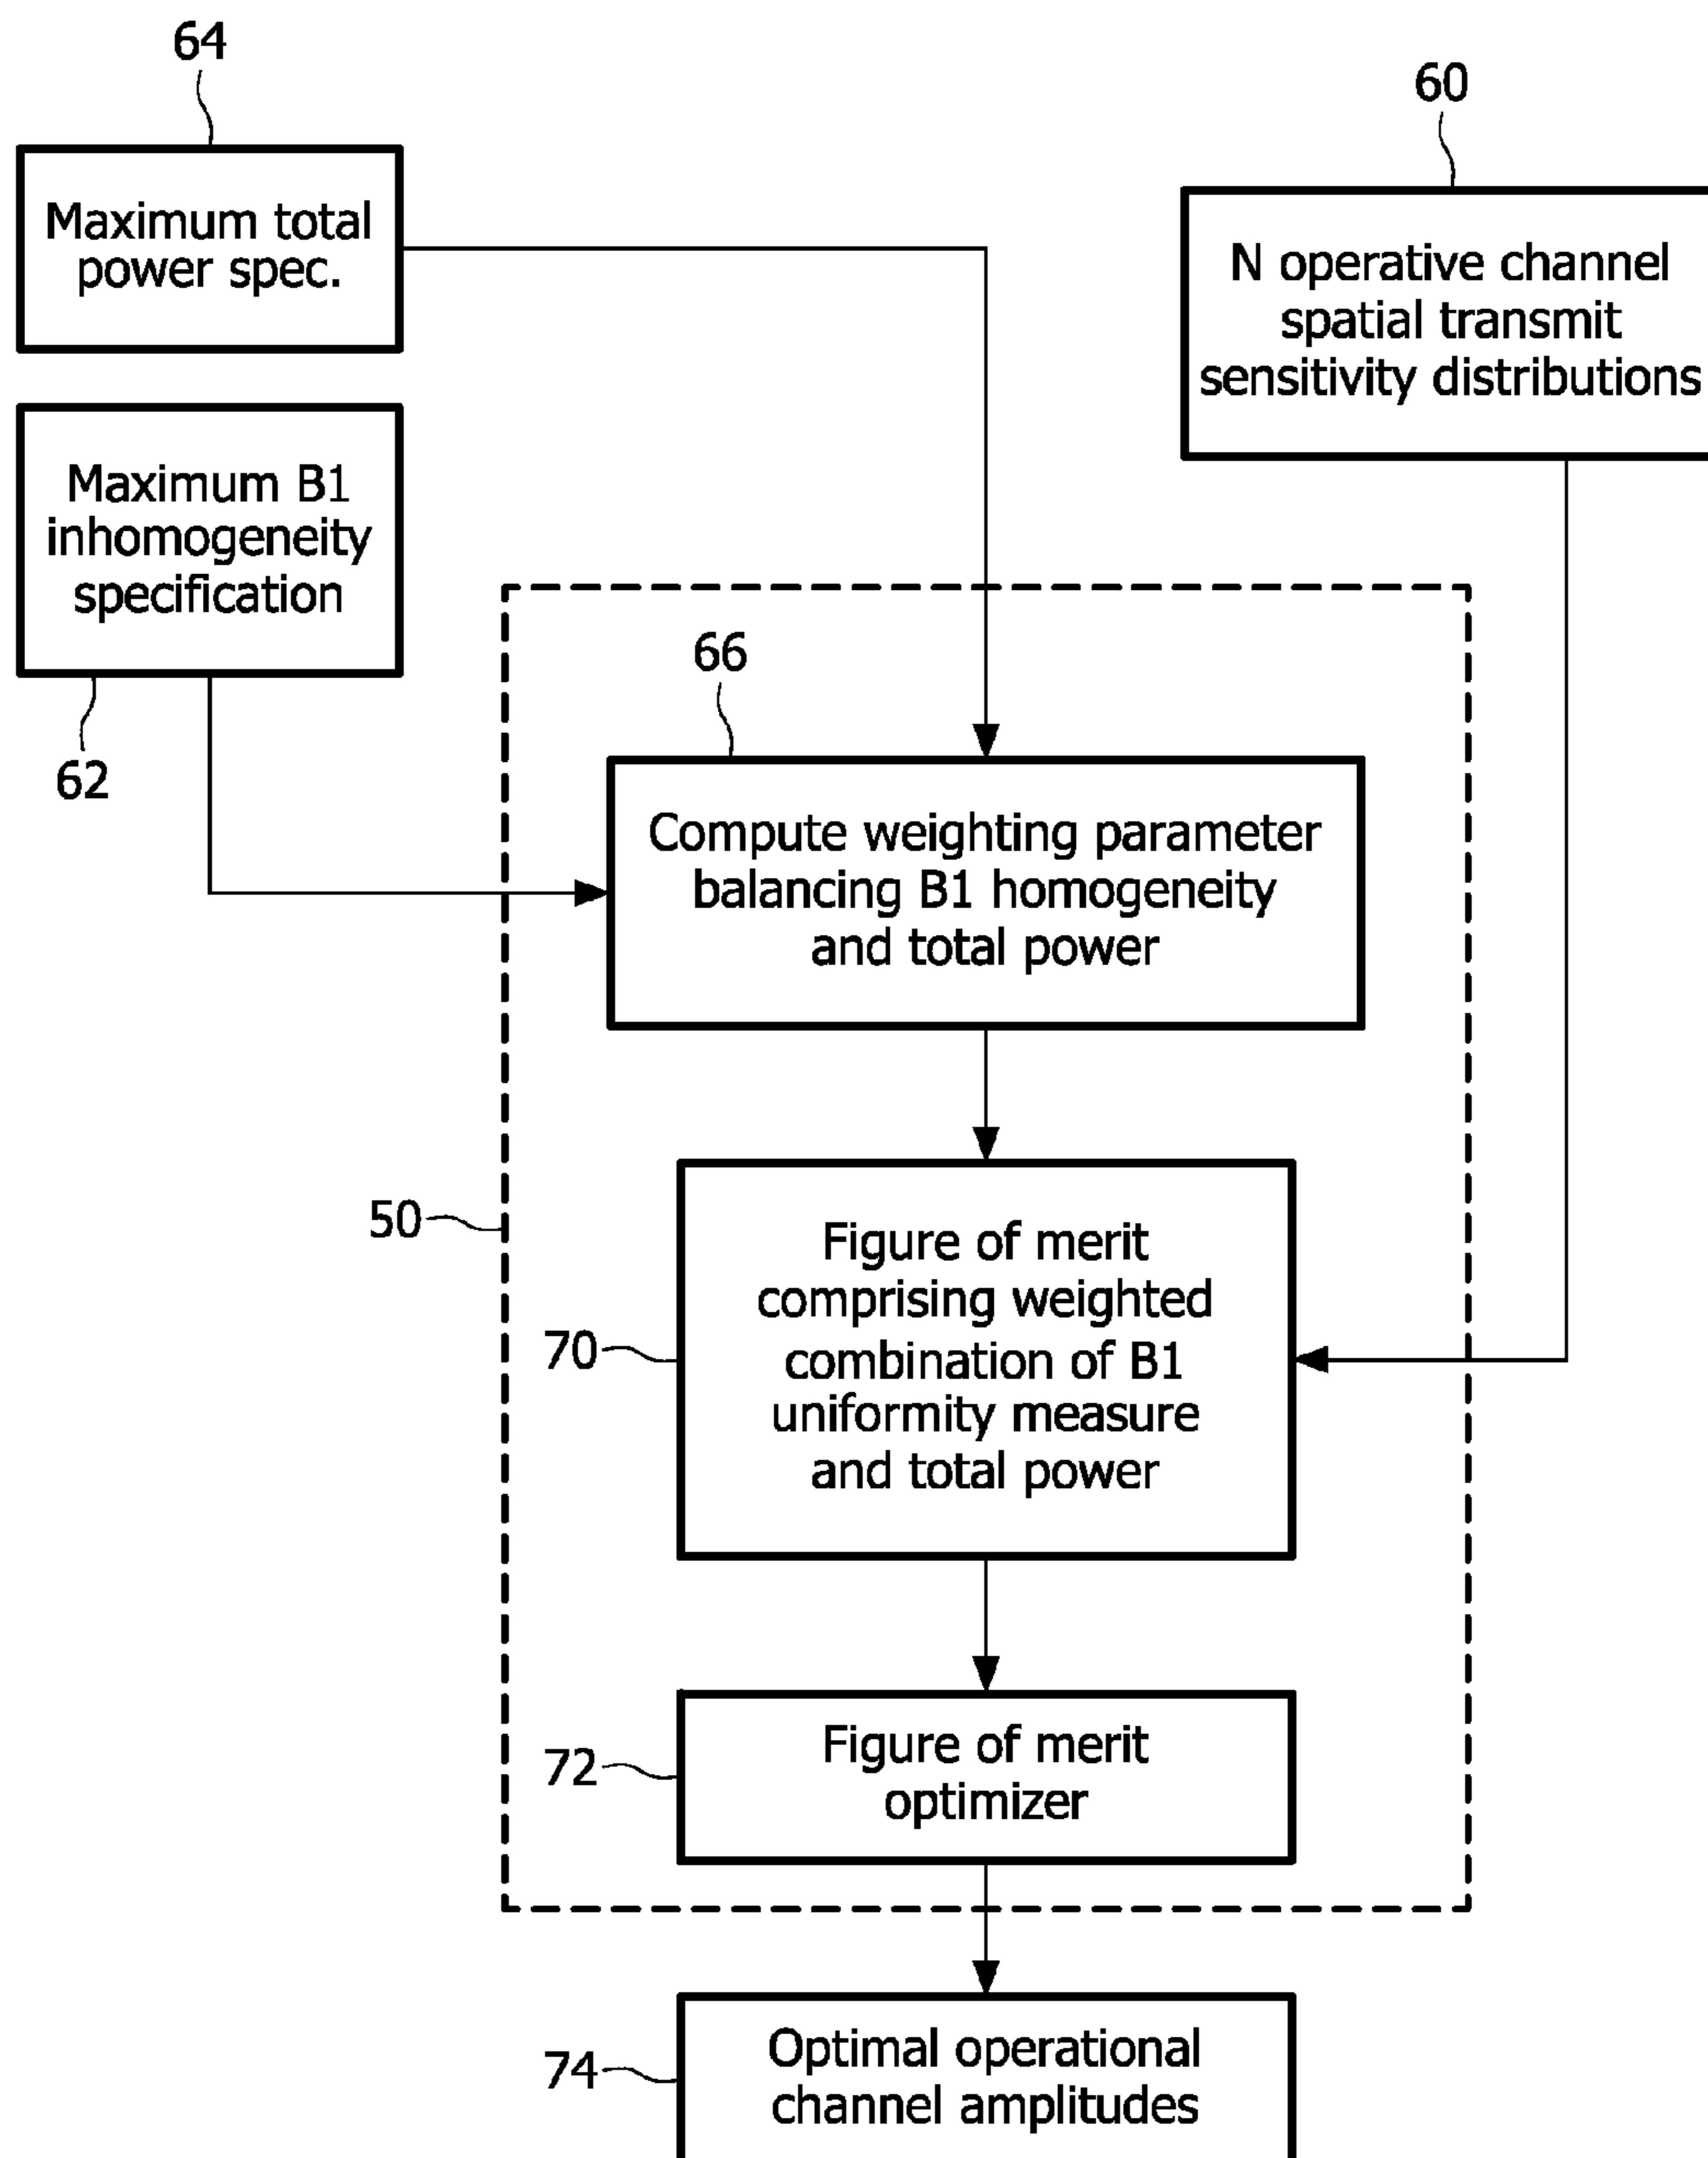 64
Maximum total
power spec.
60
N operative channel
spatial transmit
sensitivity distributions
Maximum B1
inhomogeneity
specification
62
66
Compute weighting parameter
balancing B1 homogeneity
and total power
50
70
Figure of merit
comprising weighted
combination of B1
uniformity measure
and total power
72
Figure of merit
optimizer
74
Optimal operational
channel amplitudes